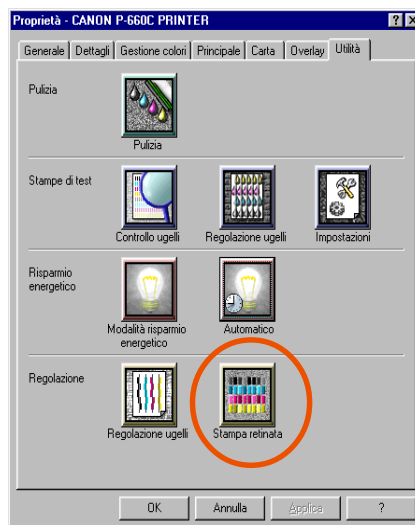 Proprietà - CANON P-660C PRINTER
Generale Dettagli Gestione colori Principale Carta Overlay Utilità
Pulizia
Pulizia
Stampe di test
Controllo ugelli Regolazione ugelli Impostazioni
Risparmio
energetico
Modalità risparmio
energetico
Automatico
Regolazione
Regolazione ugelli Stampa retinata
OK Annulla Applica ?